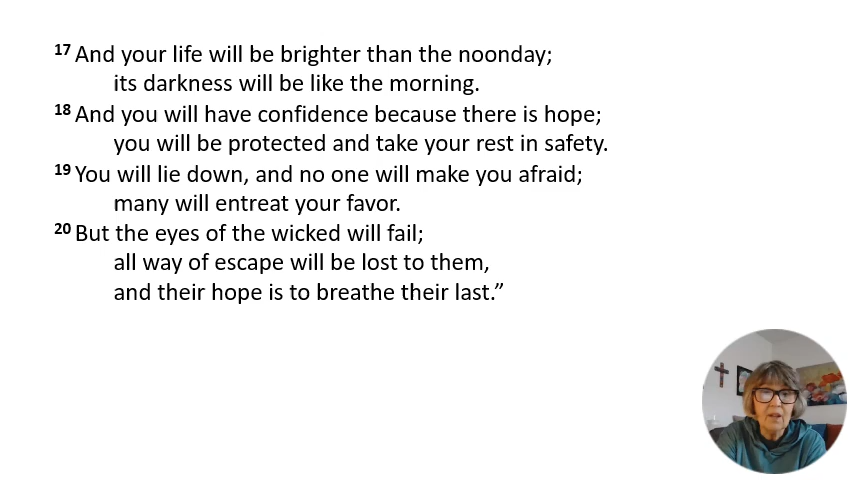 17 And your life will be brighter than the noonday;
its darkness will be like the morning.
18 And you will have confidence because there is hope;
you will be protected and take your rest in safety.
19 You will lie down, and no one will make you afraid;
many will entreat your favor.
20 But the eyes of the wicked will fail;
all way of escape will be lost to them,
and their hope is to breathe their last.”